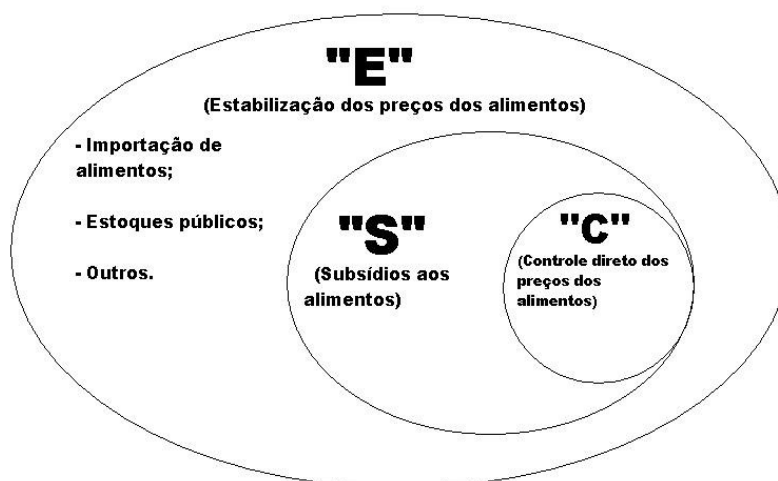 "E"
(Estabilização dos preços dos alimentos)
- Importação de
alimentos;
- Estoques públicos;
- Outros.
"S"
(Subsídios aos
alimentos)
"C"
(Controle direto dos
preços dos
alimentos)